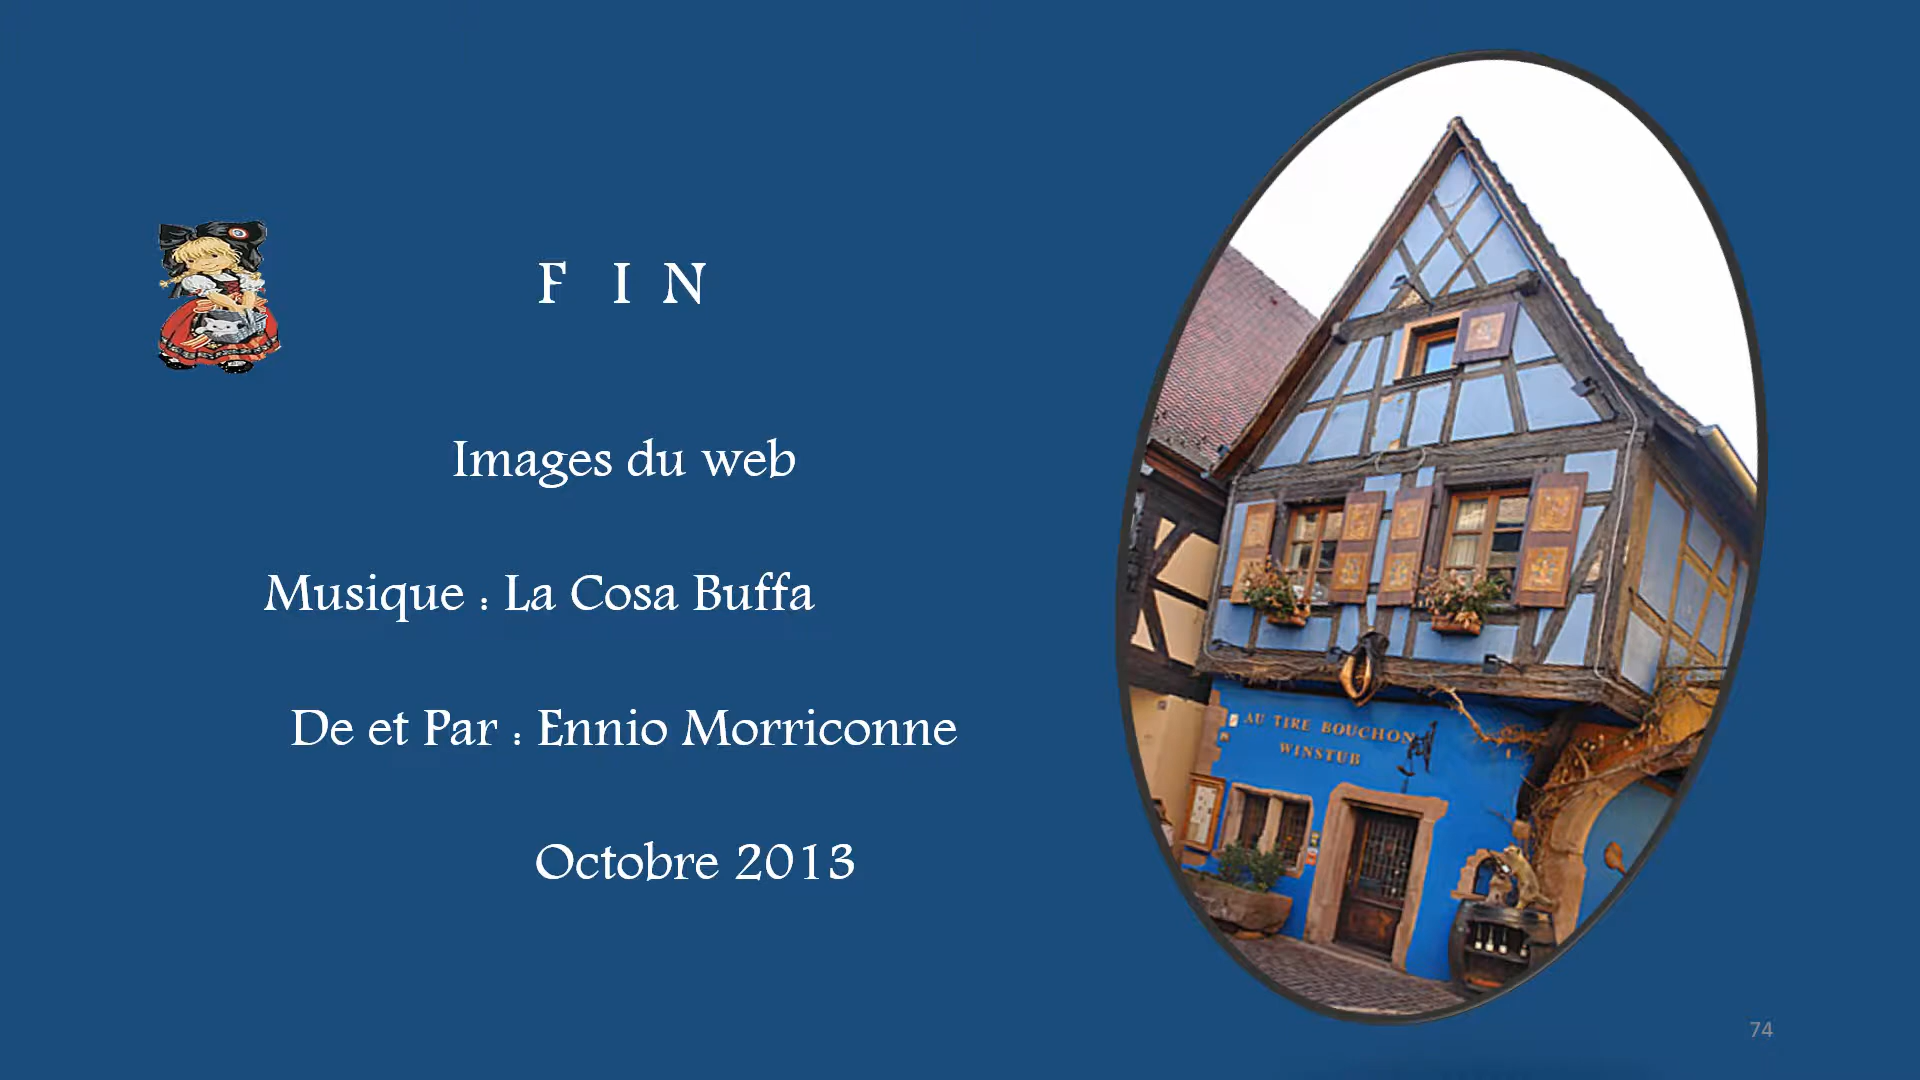 F I N
Images du web
Musique : La Cosa Buffa
De et Par : Ennio Morriconne
Octobre 2013
AU TIRE BOUCHON
WINSTUB
74